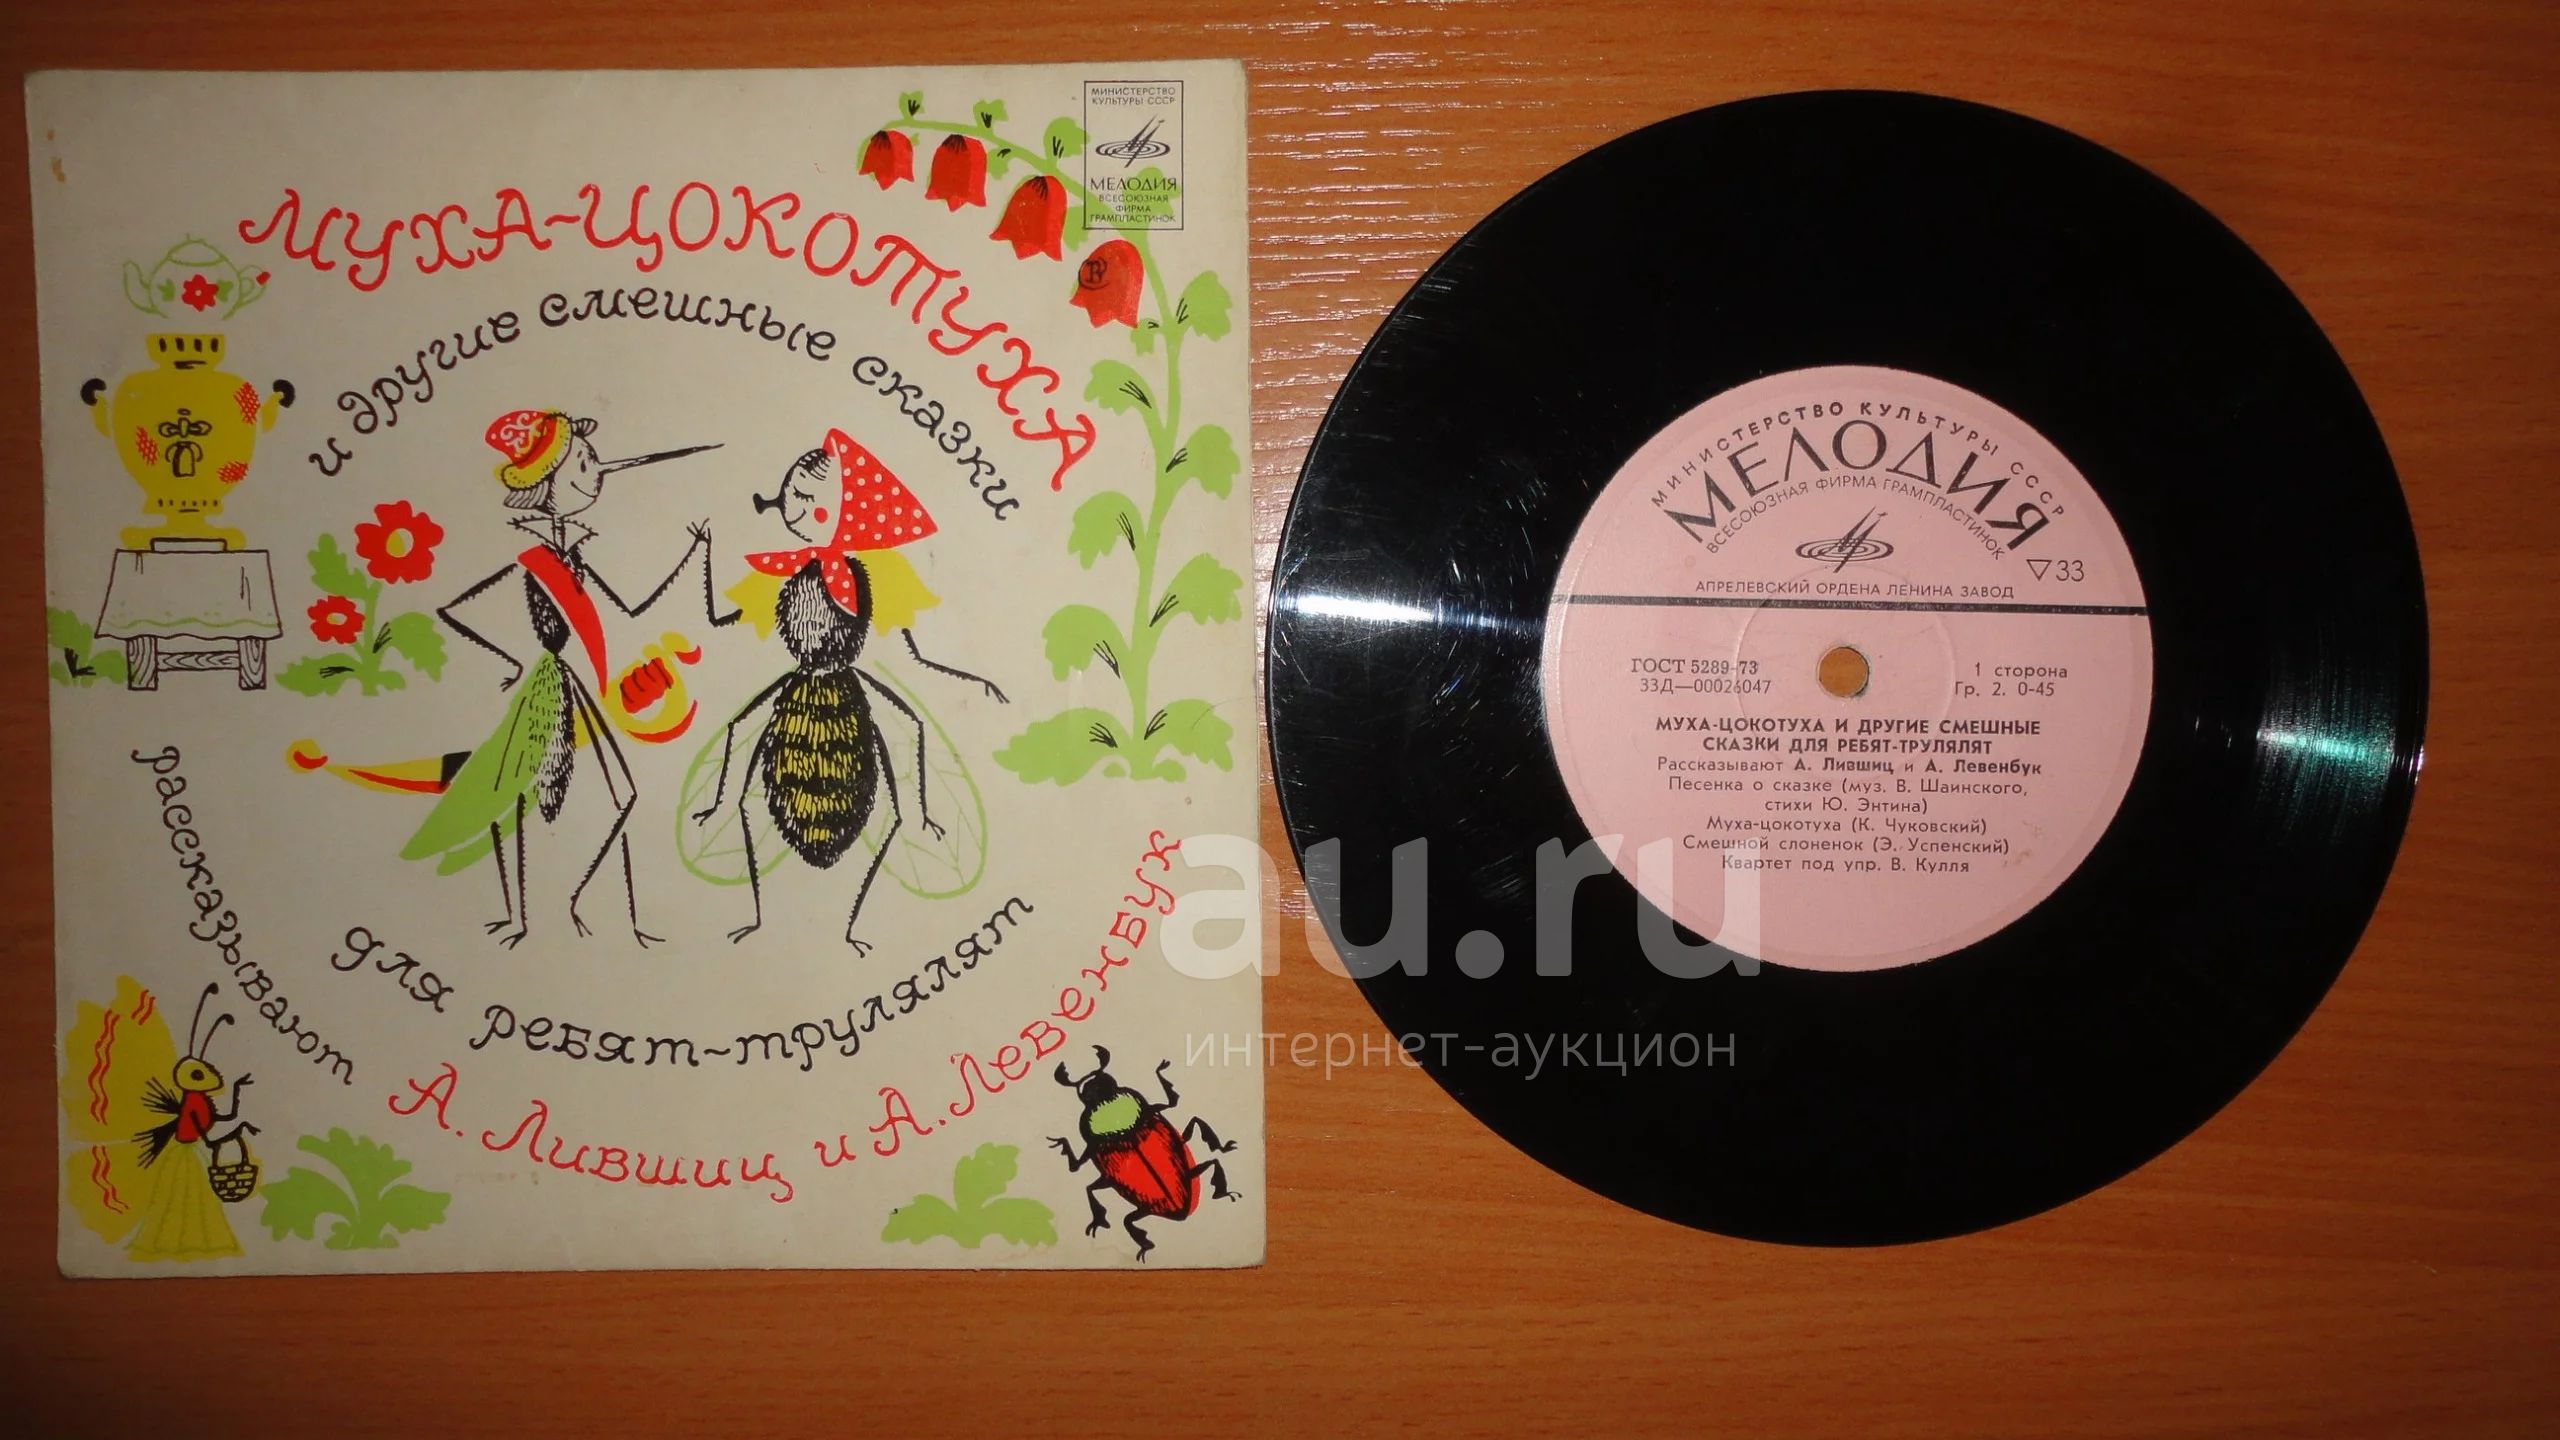 МИНИСТЕРСТВО
КУЛЬТУРЫ СССР
МЕЛОДИЯ
ВСЕСОЮЗНАЯ
ФИРМА
ГРАМПЛАСТИНОК
МУХА-ЦОКОТУХА
и другие смешные сказки
для ребят-трулялят
рассказывают А. Лившиц и А. Левенбук
МИНИСТЕРСТВО КУЛЬТУРЫ СССР
МЕЛОДИЯ
ВСЕСОЮЗНАЯ ФИРМА ГРАМПЛАСТИНОК
33
АПРЕЛЕВСКИЙ ОРДЕНА ЛЕНИНА ЗАВОД
ГОСТ 5289-73
33Д—00026047
1 сторона
Гр. 2. 0-45
МУХА-ЦОКОТУХА И ДРУГИЕ СМЕШНЫЕ
СКАЗКИ ДЛЯ РЕБЯТ-ТРУЛЯЛЯТ
Рассказывают А. Лившиц и А. Левенбук
Песенка о сказке (муз. В. Шаинского,
стихи Ю. Энтина)
Муха-цокотуха (К. Чуковский)
Смешной слоненок (Э. Успенский)
Квартет под упр. В. Кулля
au.ru
интернет-аукцион